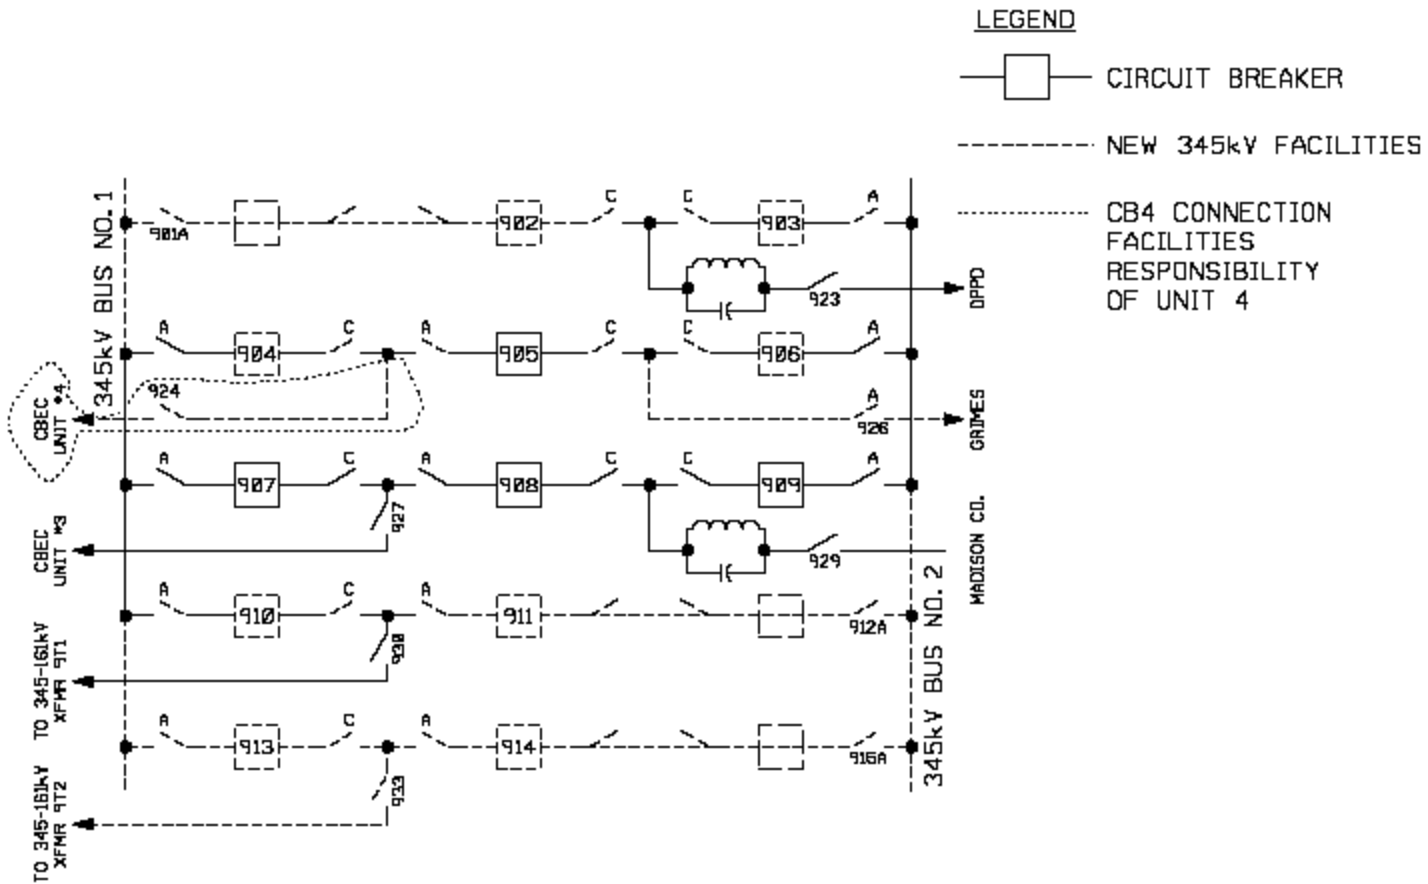 LEGEND
CIRCUIT BREAKER
NEW 345kV FACILITIES
CB4 CONNECTION
FACILITIES
RESPONSIBILITY
OF UNIT 4
345kV BUS NO.1
901A
902
C
C
903
A
923
OPPD
A
904
C
A
905
C
C
906
A
924
CBEC
UNIT #4
A
926
GRIMES
A
907
C
A
908
C
C
909
A
927
CBEC
UNIT #3
929
MADISON CO.
A
910
C
A
911
912A
930
TO 345-161kV
XFMR 9T1
345kV BUS NO. 2
A
913
C
A
914
915A
933
TO 345-161kV
XFMR 9T2